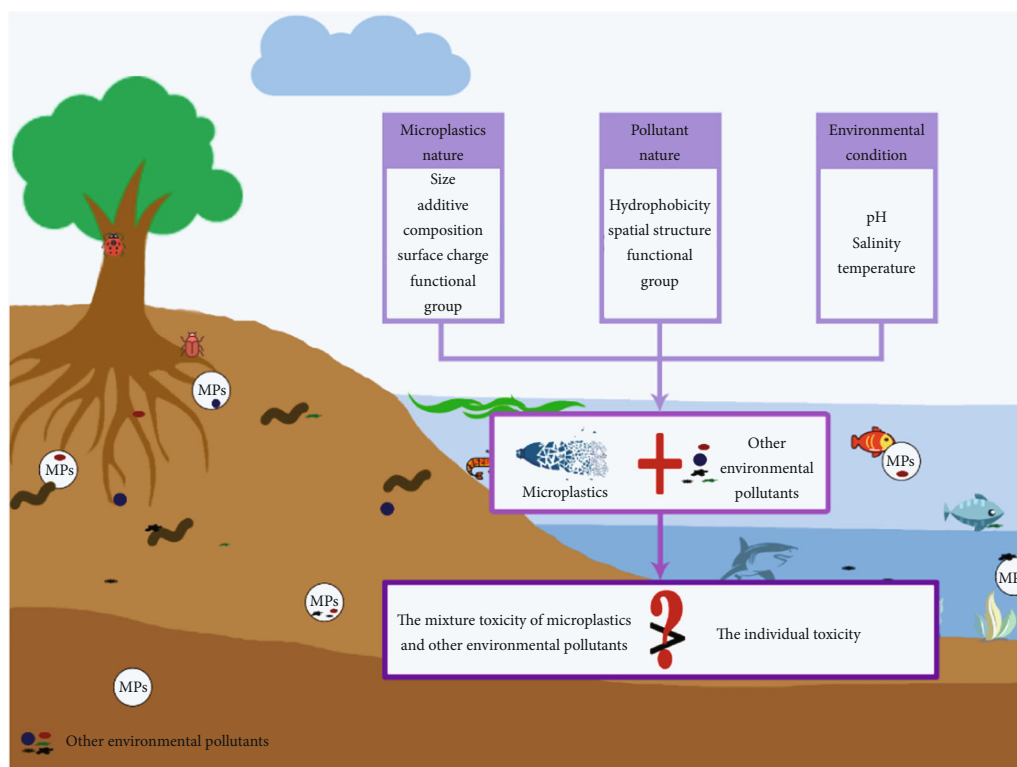 Microplastics
nature
Size
additive
composition
surface charge
functional
group
Pollutant
nature
Hydrophobicity
spatial structure
functional
group
Environmental
condition
pH
Salinity
temperature
MPs
MPs
MPs
MPs
MPs
Microplastics
+
Other
environmental
pollutants
The mixture toxicity of microplastics
and other environmental pollutants
?
>
The individual toxicity
MPs
Other environmental pollutants